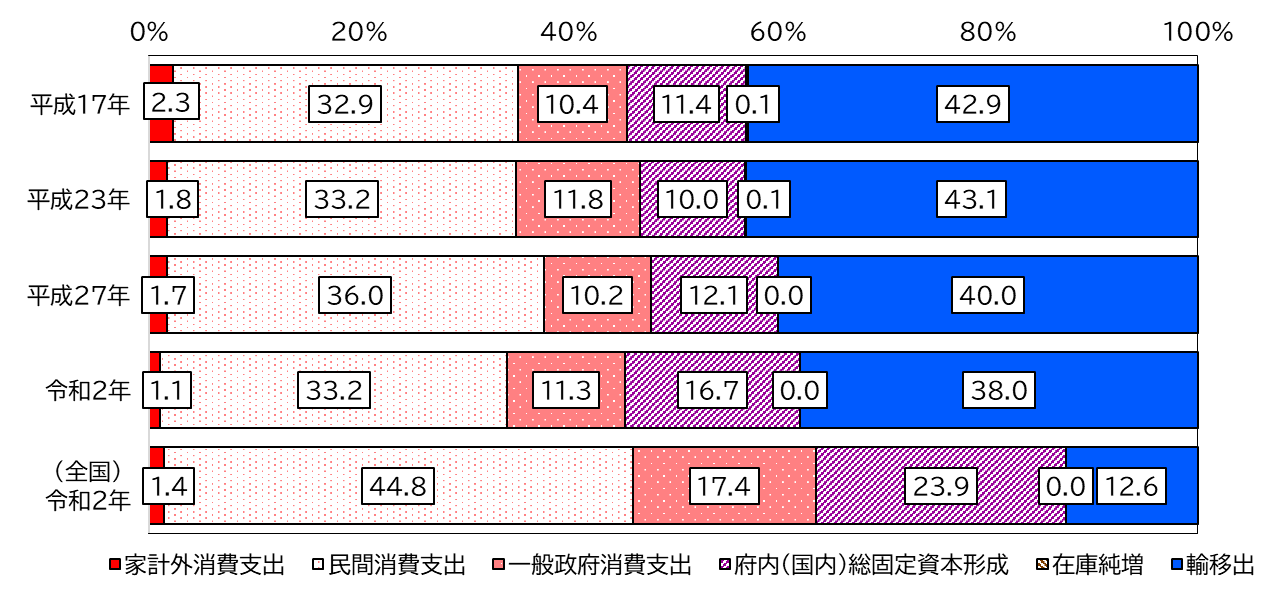 0% 20% 40% 60% 80% 100%
平成17年 2.3 32.9 10.4 11.4 0.1 42.9
平成23年 1.8 33.2 11.8 10.0 0.1 43.1
平成27年 1.7 36.0 10.2 12.1 0.0 40.0
令和2年 1.1 33.2 11.3 16.7 0.0 38.0
（全国）
令和2年 1.4 44.8 17.4 23.9 0.0 12.6
家計外消費支出 民間消費支出 一般政府消費支出 府内（国内）総固定資本形成 在庫純増 輸移出